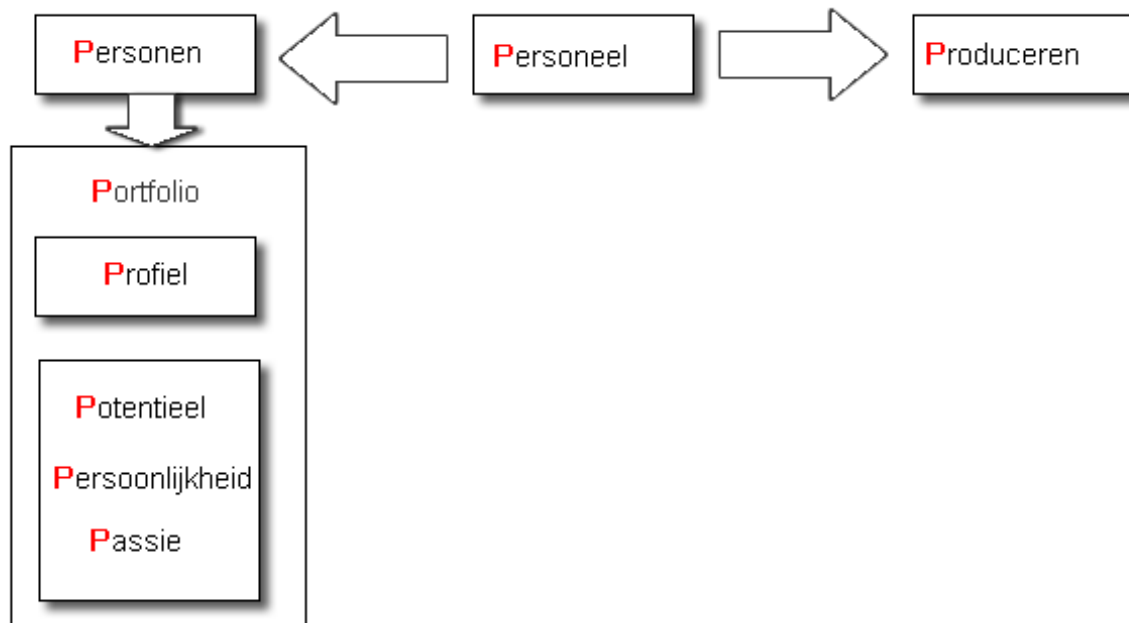 Personen
Personeel
Produceren
Portfolio
Profiel
Potentieel
Persoonlijkheid
Passie